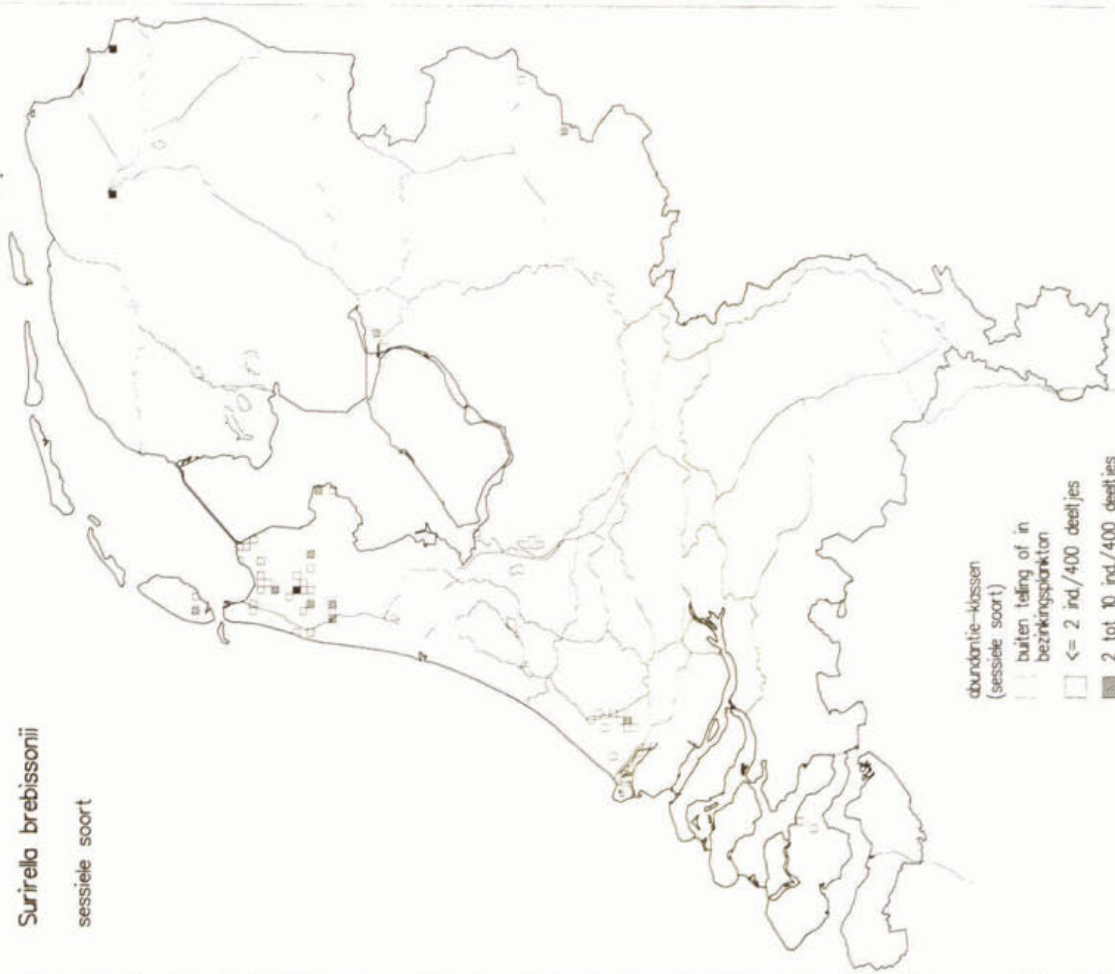 Surirella brebissonii
sessiele soort
abundantie-klassen
(sessiele soort)
buiten teling of in
bezinkingsplankton
<= 2 ind./400 deeltjes
2 tot 10 ind./400 deeltjes